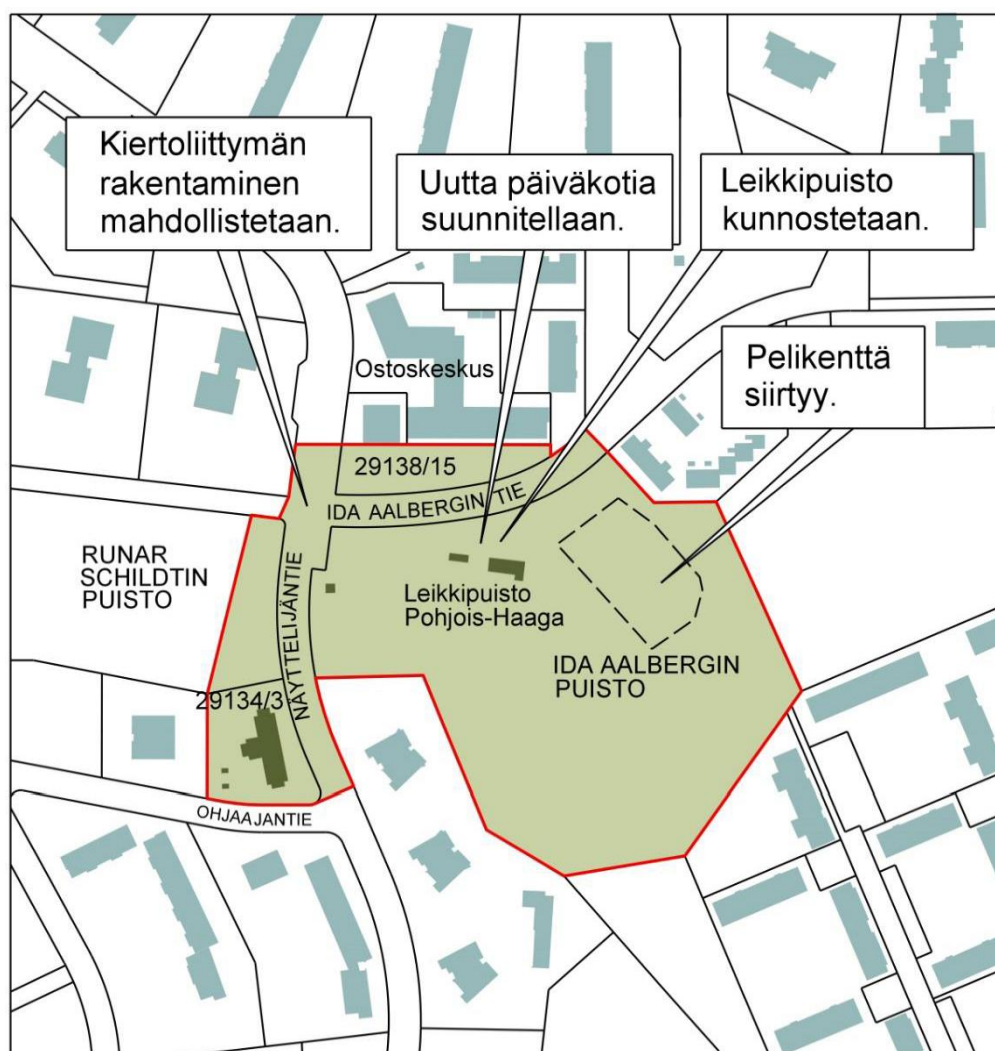 Kiertoliittymän
rakentaminen
mahdollistetaan.
Uutta päiväkotia
suunnitellaan.
Leikkipuisto
kunnostetaan.
Pelikenttä
siirtyy.
Ostoskeskus
29138/15
IDA AALBERGIN TIE
RUNAR
SCHILDTIN
PUISTO
NÄYTTELIJÄNTIE
Leikkipuisto
Pohjois-Haaga
IDA AALBERGIN
PUISTO
29134/3
OHJAAJANTIE